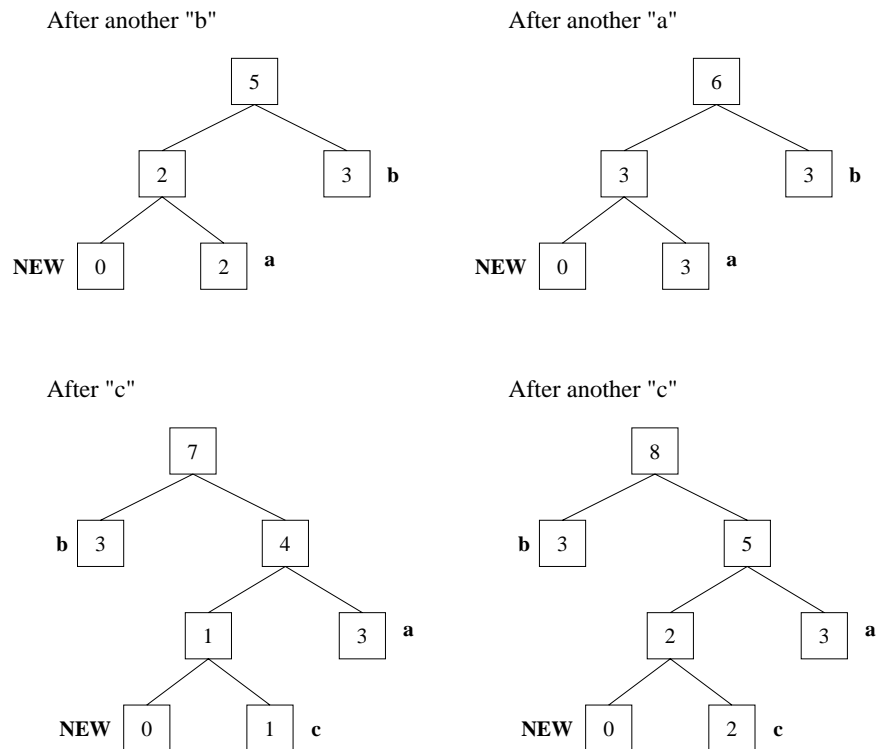 After another "b"
5
2
3 b
NEW 0
2 a
After another "a"
6
3
3 b
NEW 0
3 a
After "c"
7
b 3
4
1
3 a
NEW 0
1 c
After another "c"
8
b 3
5
2
3 a
NEW 0
2 c